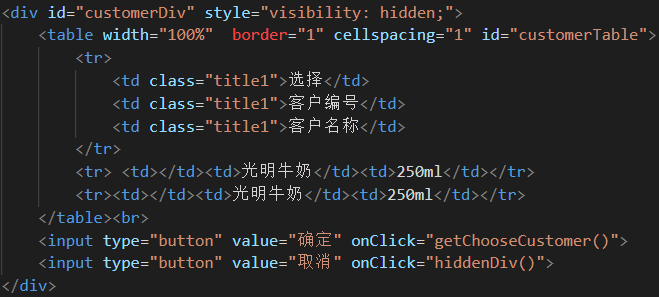 <div id="customerDiv" style="visibility: hidden;">
<table width="100%"  border="1" cellspacing="1" id="customerTable">
<tr>
<td class="title1">选择</td>
<td class="title1">客户编号</td>
<td class="title1">客户名称</td>
</tr>
<tr> <td></td><td>光明牛奶</td><td>250ml</td></tr>
<tr><td></td><td>光明牛奶</td><td>250ml</td></tr>
</table><br>
<input type="button" value="确定" onClick="getChooseCustomer()">
<input type="button" value="取消" onClick="hiddenDiv()">
</div>